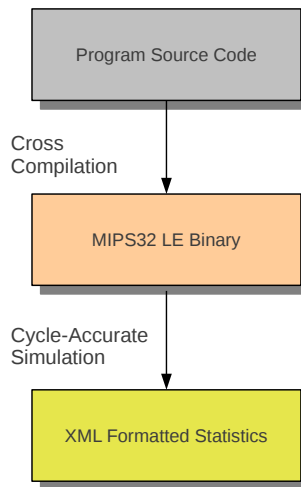 Program Source Code
Cross
Compilation
MIPS32 LE Binary
Cycle-Accurate
Simulation
XML Formatted Statistics